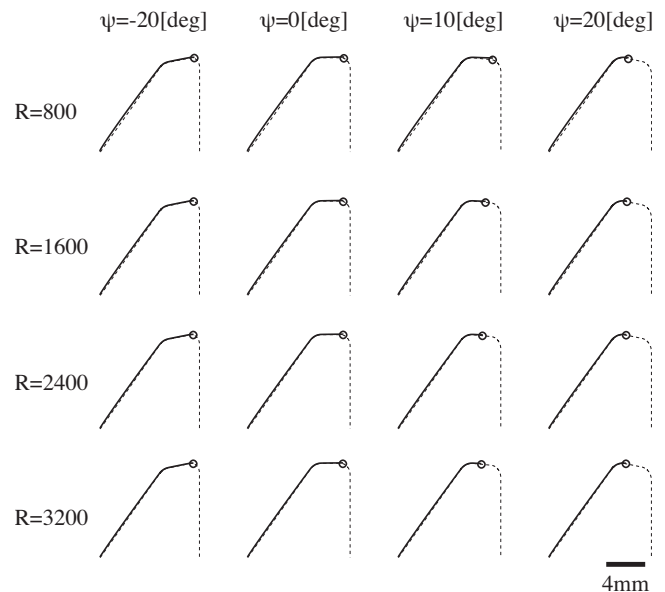 ψ=-20[deg] ψ=0[deg] ψ=10[deg] ψ=20[deg]
R=800
R=1600
R=2400
R=3200
4mm